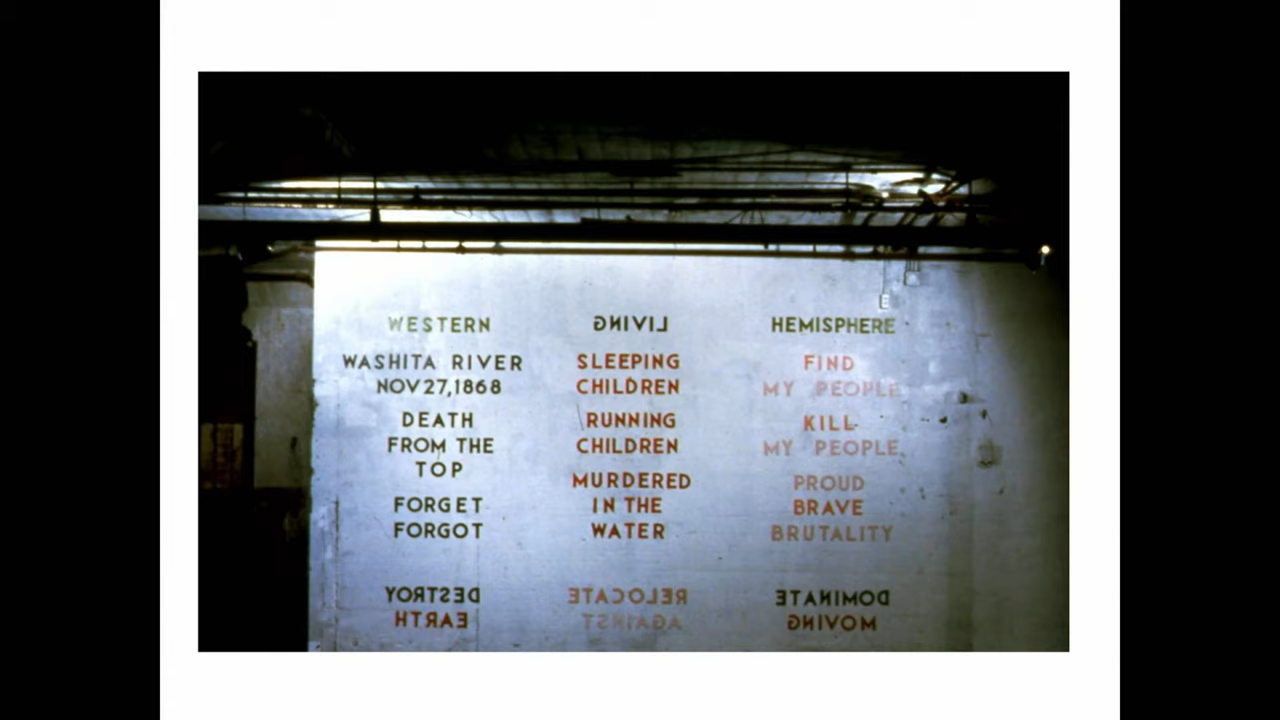 WESTERN
WASHITA RIVER
NOV 27, 1868
DEATH
FROM THE
TOP
FORGET
FORGOT
DESTROY
EARTH
LIVING
SLEEPING
CHILDREN
RUNNING
CHILDREN
MURDERED
IN THE
WATER
RELOCATE
AGAINST
HEMISPHERE
FIND
MY PEOPLE
KILL
MY PEOPLE
PROUD
BRAVE
BRUTALITY
DOMINATE
MOVING